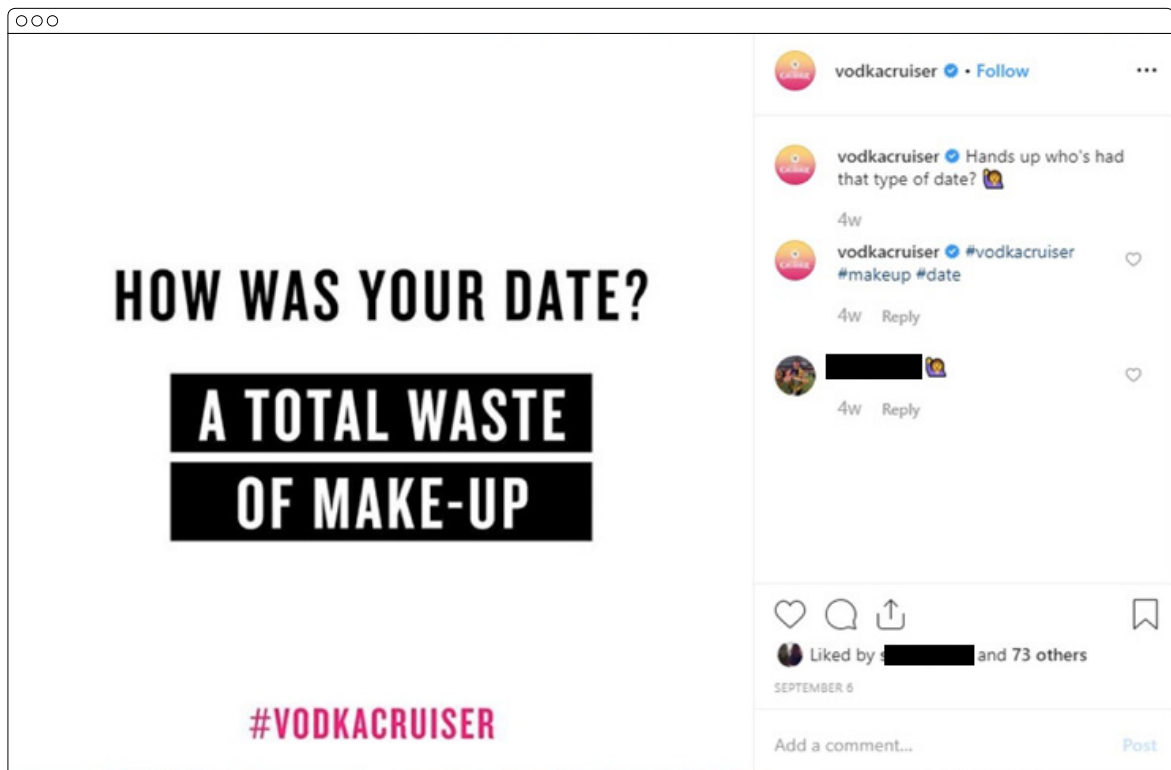 vodkacruiser • Follow
vodkacruiser Hands up who's had
that type of date?
4w
vodkacruiser #vodkacruiser
#makeup #date
4w Reply
4w Reply
HOW WAS YOUR DATE?
A TOTAL WASTE
OF MAKE-UP
#VODKACRUISER
Liked by s and 73 others
SEPTEMBER 6
Add a comment... Post